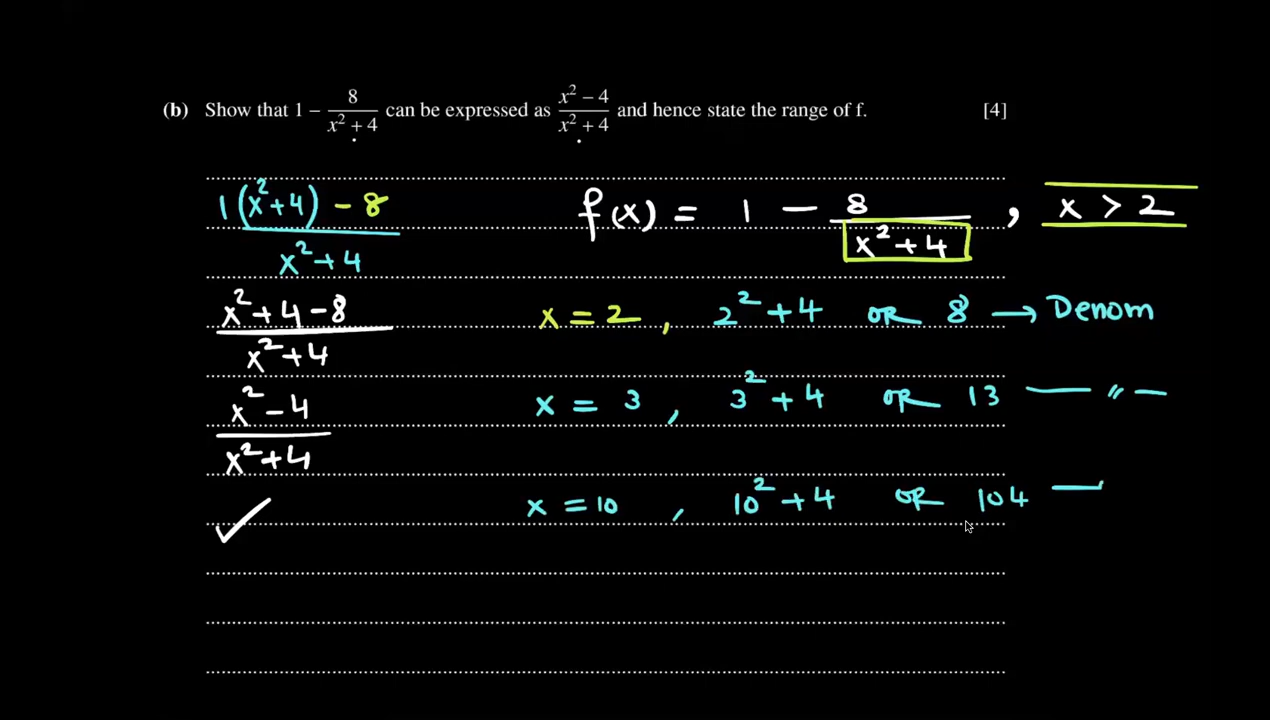 (b) Show that 1 − 8/(x² + 4) can be expressed as (x² − 4)/(x² + 4) and hence state the range of f. [4]
(1(x²+4) − 8)/(x²+4)
f(x) = 1 − 8/(x²+4) , x > 2
(x²+4−8)/(x²+4)
x = 2 , 2²+4 OR 8 → Denom
(x²−4)/(x²+4)
x = 3 , 3²+4 OR 13 —〃 —
✓
x = 10 , 10²+4 OR 104 —